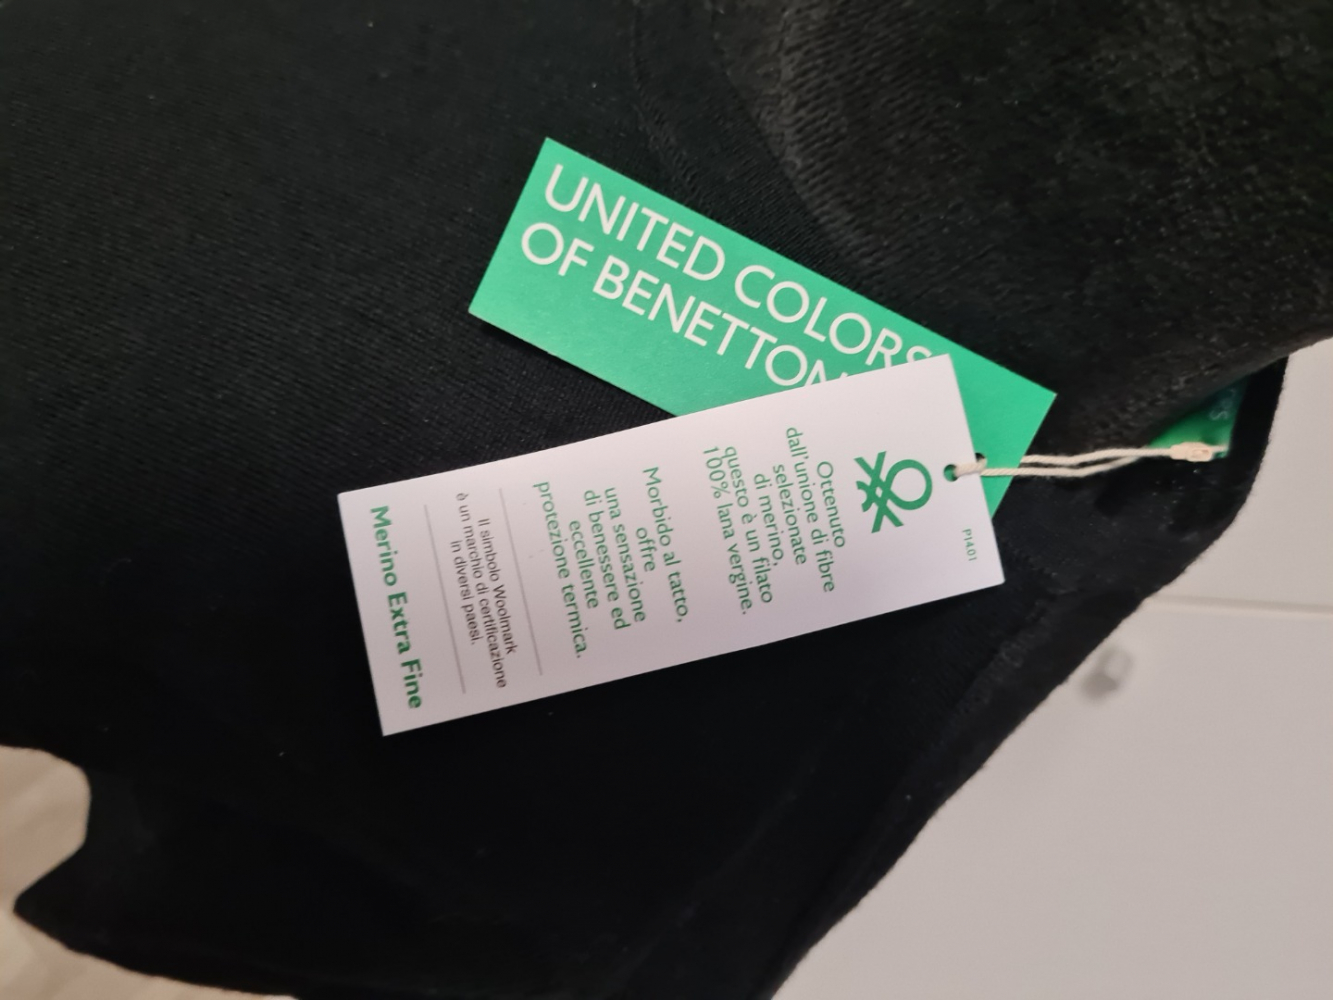 UNITED COLORS
OF BENETTON
P1401
Ottenuto
dall'unione di fibre
selezionate
di merino,
questo è un filato
100% lana vergine.
Morbido al tatto,
offre
una sensazione
di benessere ed
eccellente
protezione termica.
Il simbolo Woolmark
è un marchio di certificazione
in diversi paesi.
Merino Extra Fine